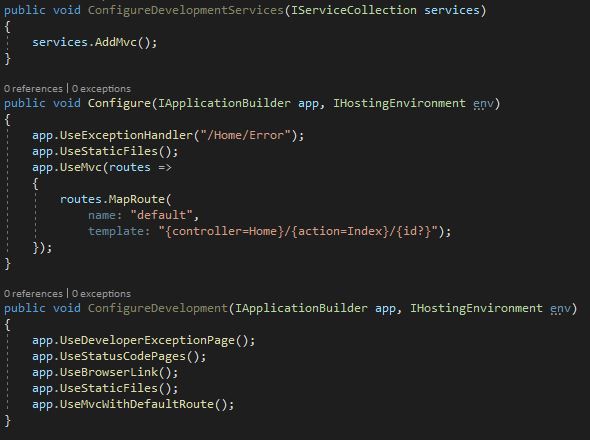 public void ConfigureDevelopmentServices(IServiceCollection services)
{
    services.AddMvc();
}
0 references | 0 exceptions
public void Configure(IApplicationBuilder app, IHostingEnvironment env)
{
    app.UseExceptionHandler("/Home/Error");
    app.UseStaticFiles();
    app.UseMvc(routes =>
    {
        routes.MapRoute(
            name: "default",
            template: "{controller=Home}/{action=Index}/{id?}");
    });
}
0 references | 0 exceptions
public void ConfigureDevelopment(IApplicationBuilder app, IHostingEnvironment env)
{
    app.UseDeveloperExceptionPage();
    app.UseStatusCodePages();
    app.UseBrowserLink();
    app.UseStaticFiles();
    app.UseMvcWithDefaultRoute();
}